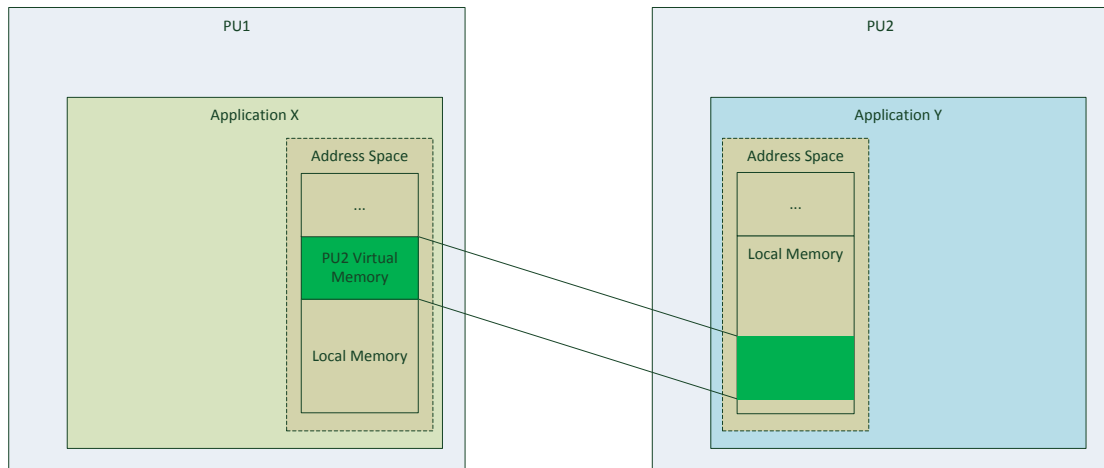 PU1
Application X
Address Space
...
PU2 Virtual
Memory
Local Memory
PU2
Application Y
Address Space
...
Local Memory